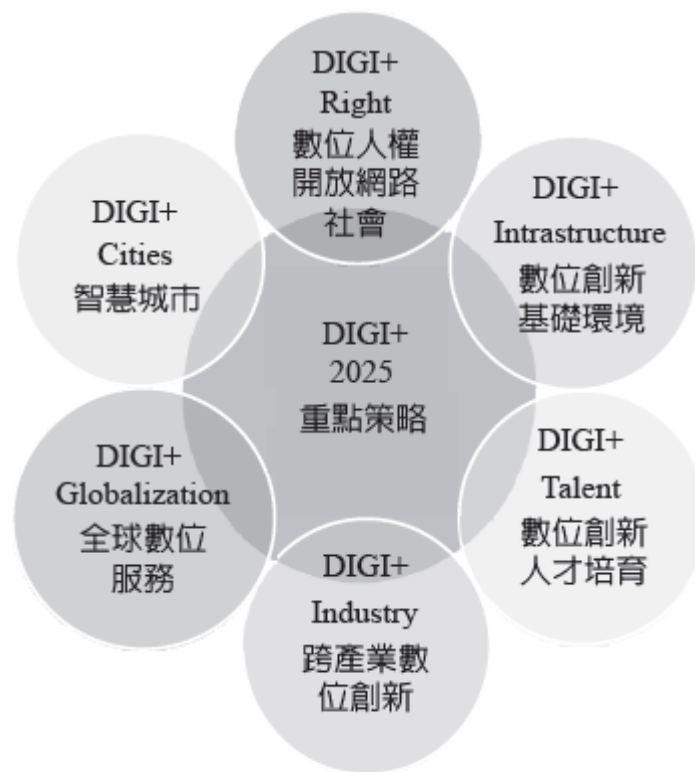 DIGI+
Right
數位人權
開放網路
社會
DIGI+
Intrastructure
數位創新
基礎環境
DIGI+
Talent
數位創新
人才培育
DIGI+
Industry
跨產業數
位創新
DIGI+
Globalization
全球數位
服務
DIGI+
Cities
智慧城市
DIGI+
2025
重點策略